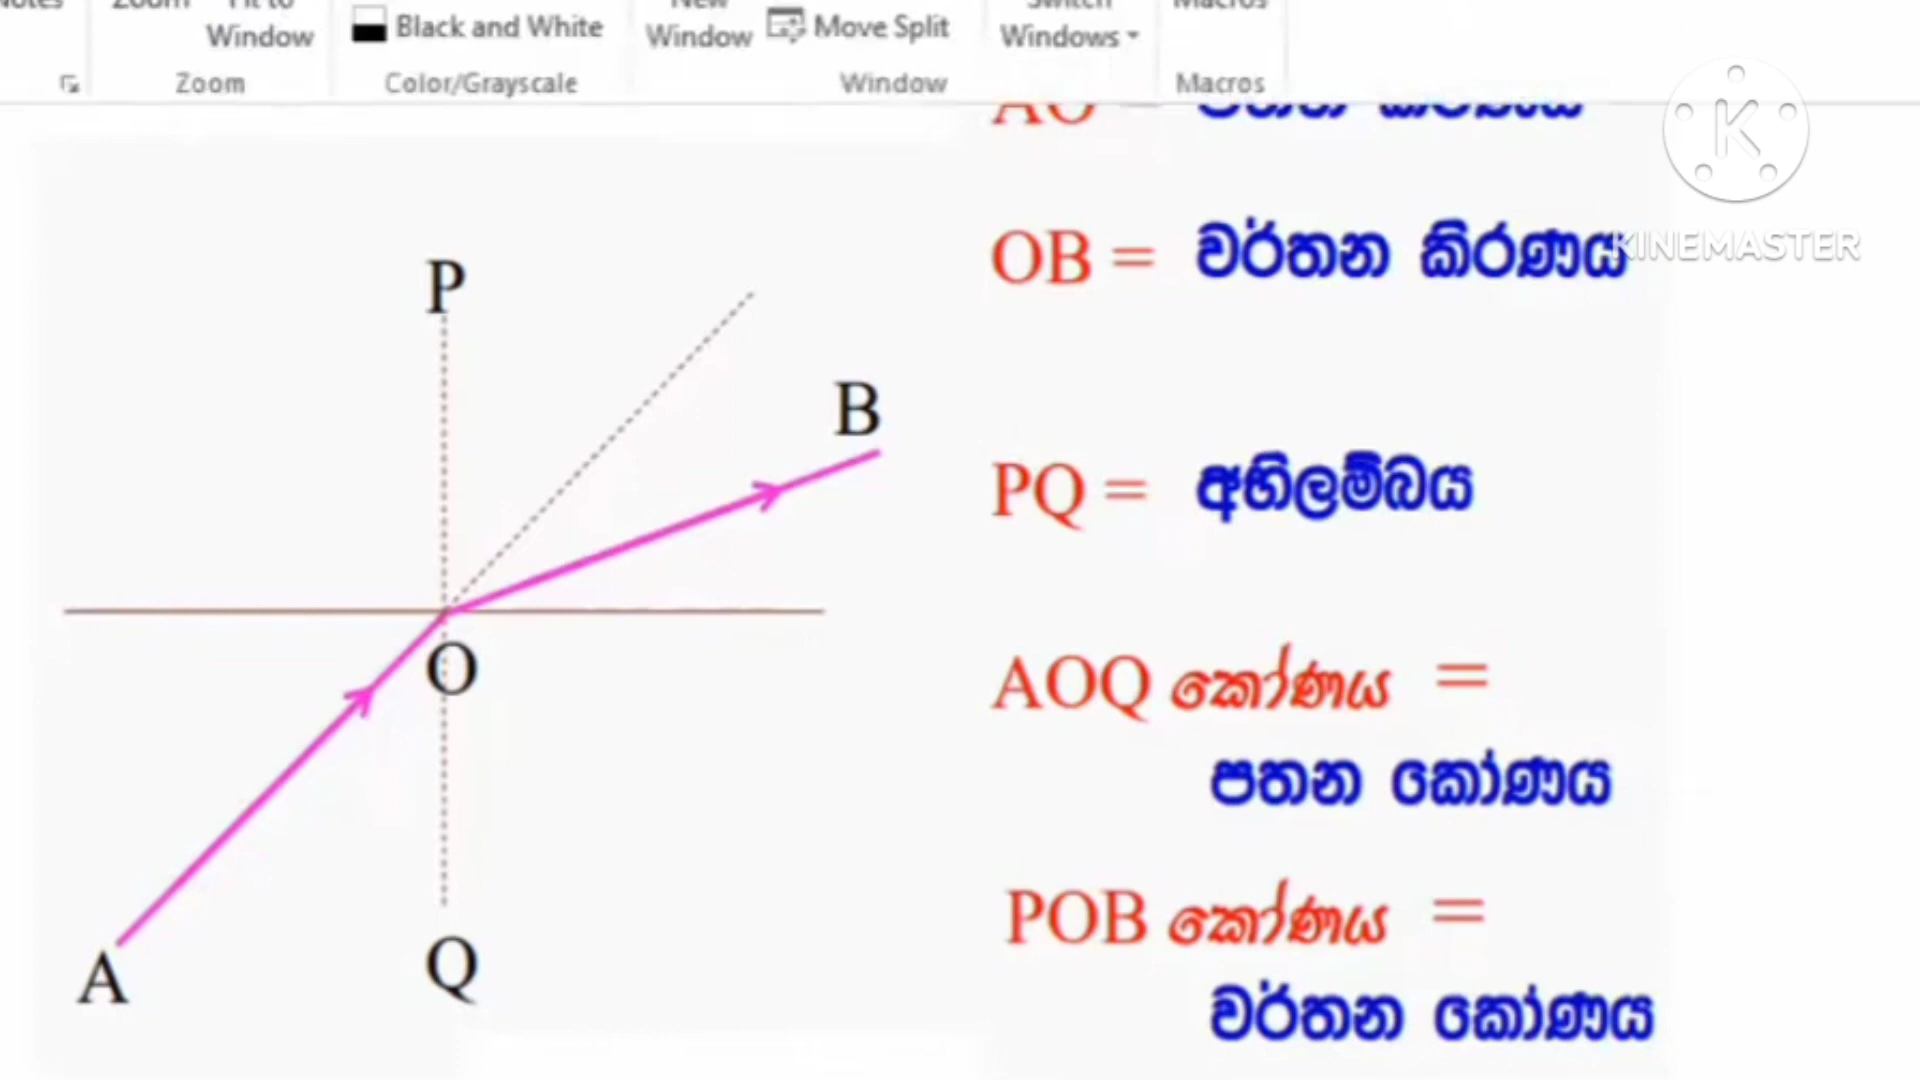 Window
Black and White
Window
Move Split
Windows
Zoom
Color/Grayscale
Window
Macros
K
KINEMASTER
OB = වර්තන කිරණය
P
B
PQ = අභිලම්බය
O
AOQ කෝණය =
පතන කෝණය
POB කෝණය =
වර්තන කෝණය
A
Q